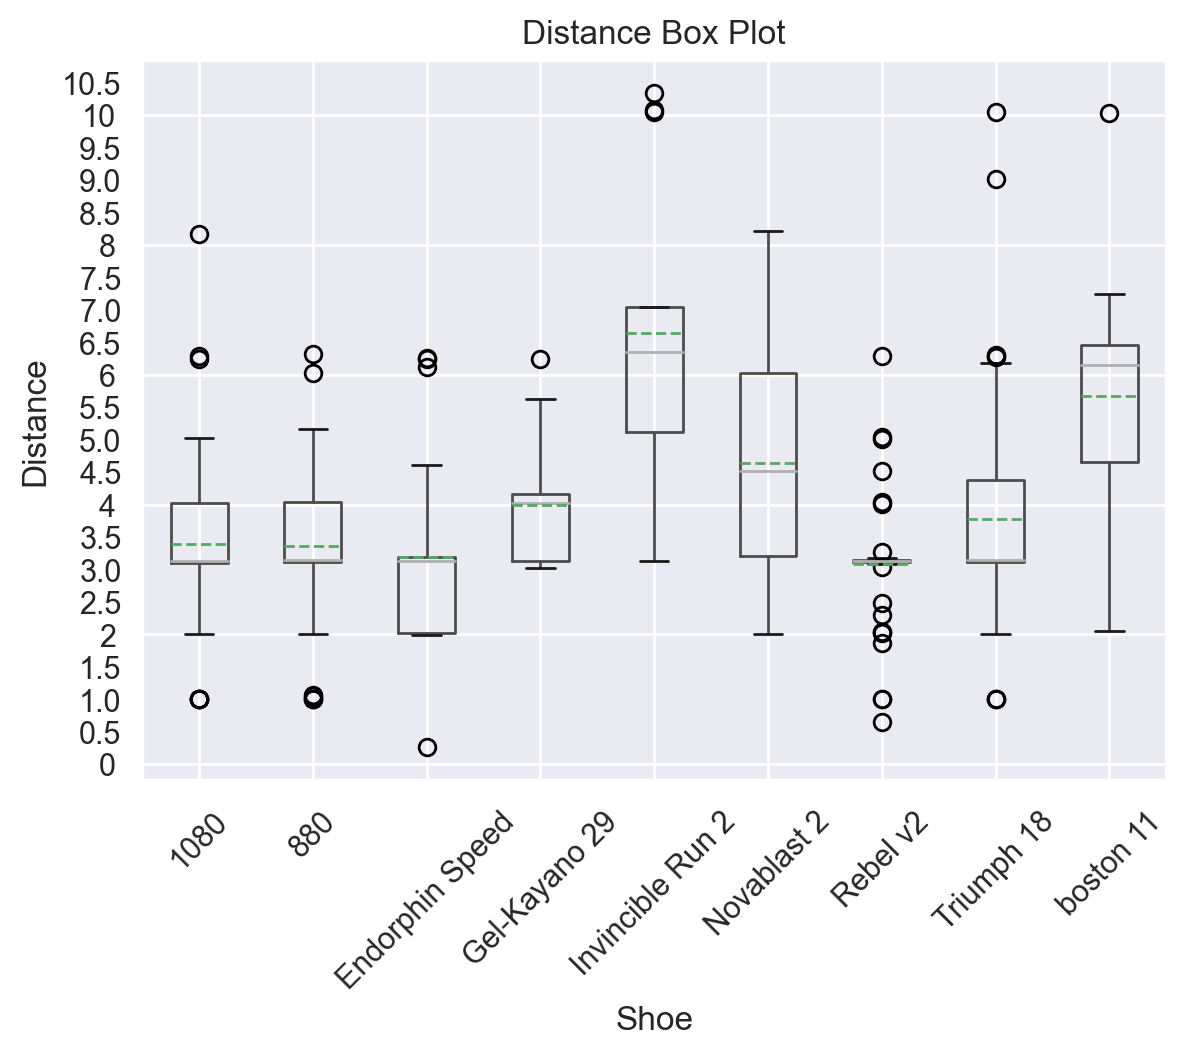 Distance Box Plot
10.5
10
9.5
9.0
8.5
8
7.5
7.0
6.5
6
5.5
5.0
4.5
4
3.5
3.0
2.5
2
1.5
1.0
0.5
0
Distance
1080
880
Endorphin Speed
Gel-Kayano 29
Invincible Run 2
Novablast 2
Rebel v2
Triumph 18
boston 11
Shoe